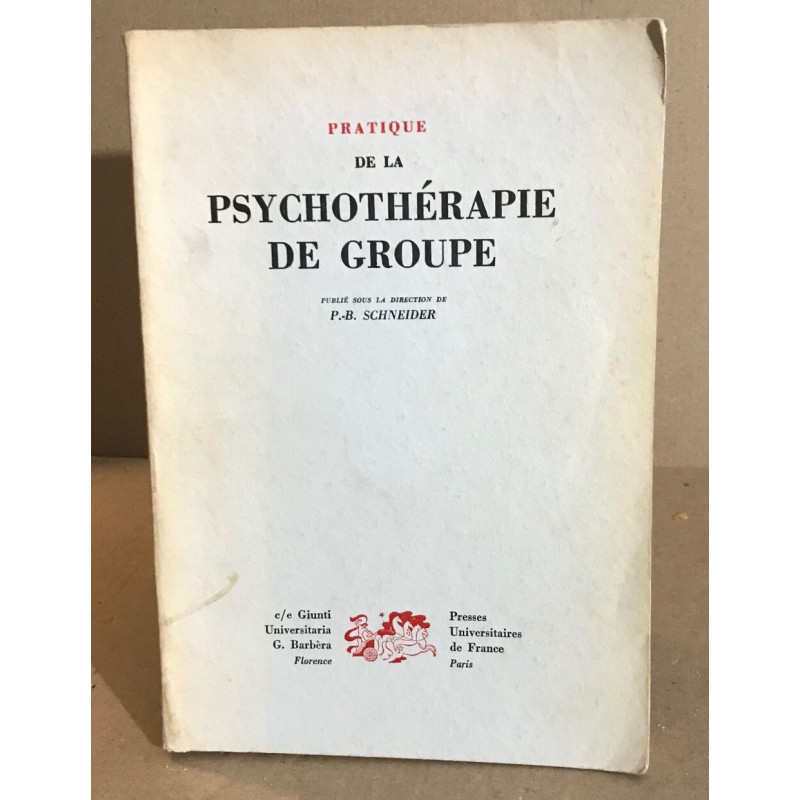 PRATIQUE
DE LA
PSYCHOTHÉRAPIE
DE GROUPE
PUBLIÉ SOUS LA DIRECTION DE
P.-B. SCHNEIDER
c/e Giunti
Universitaria
G. Barbèra
Florence
Presses
Universitaires
de France
Paris